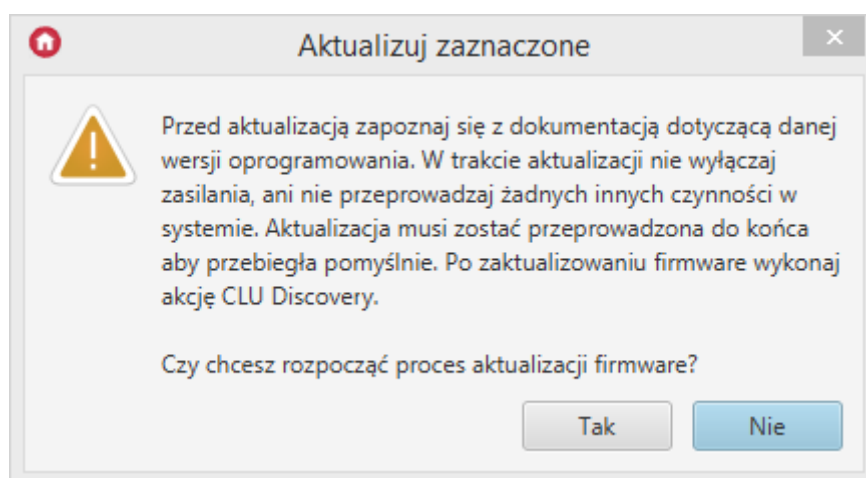 Aktualizuj zaznaczone
Przed aktualizacją zapoznaj się z dokumentacją dotyczącą danej
wersji oprogramowania. W trakcie aktualizacji nie wyłączaj
zasilania, ani nie przeprowadzaj żadnych innych czynności w
systemie. Aktualizacja musi zostać przeprowadzona do końca
aby przebiegła pomyślnie. Po zaktualizowaniu firmware wykonaj
akcję CLU Discovery.
Czy chcesz rozpocząć proces aktualizacji firmware?
Tak
Nie